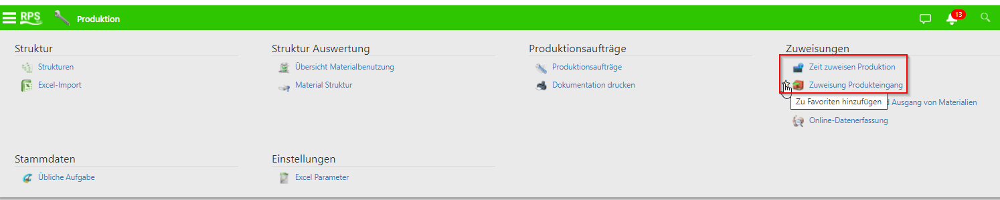 RPS Produktion 13
Struktur
Strukturen
Excel-Import
Struktur Auswertung
Übersicht Materialbenutzung
Material Struktur
Produktionsaufträge
Produktionsaufträge
Dokumentation drucken
Zuweisungen
Zeit zuweisen Produktion
Zuweisung Produkteingang
Zu Favoriten hinzufügen
d Ausgang von Materialien
Online-Datenerfassung
Stammdaten
Übliche Aufgabe
Einstellungen
Excel Parameter